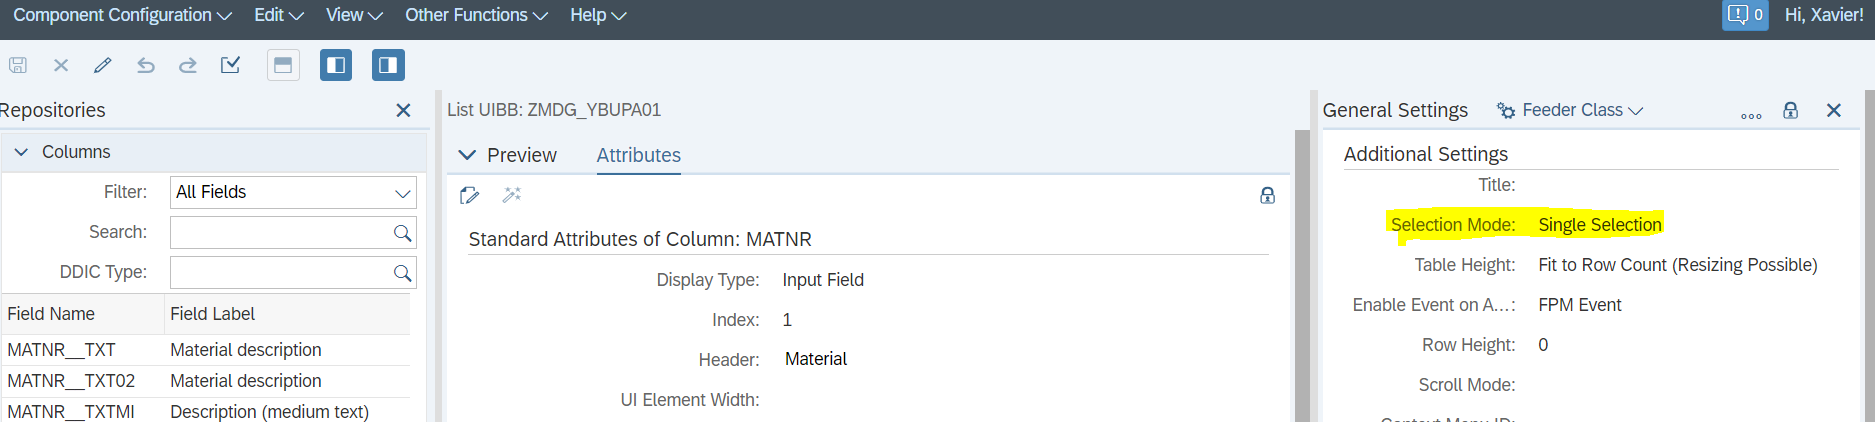 Component Configuration Edit View Other Functions Help 0 Hi, Xavier!
Repositories
Columns
Filter: All Fields
Search:
DDIC Type:
Field Name Field Label
MATNR__TXT Material description
MATNR__TXT02 Material description
MATNR__TXTMI Description (medium text)
List UIBB: ZMDG_YBUPA01
Preview Attributes
Standard Attributes of Column: MATNR
Display Type: Input Field
Index: 1
Header: Material
UI Element Width:
General Settings Feeder Class
Additional Settings
Title:
Selection Mode: Single Selection
Table Height: Fit to Row Count (Resizing Possible)
Enable Event on A...: FPM Event
Row Height: 0
Scroll Mode:
Context Menu ID: